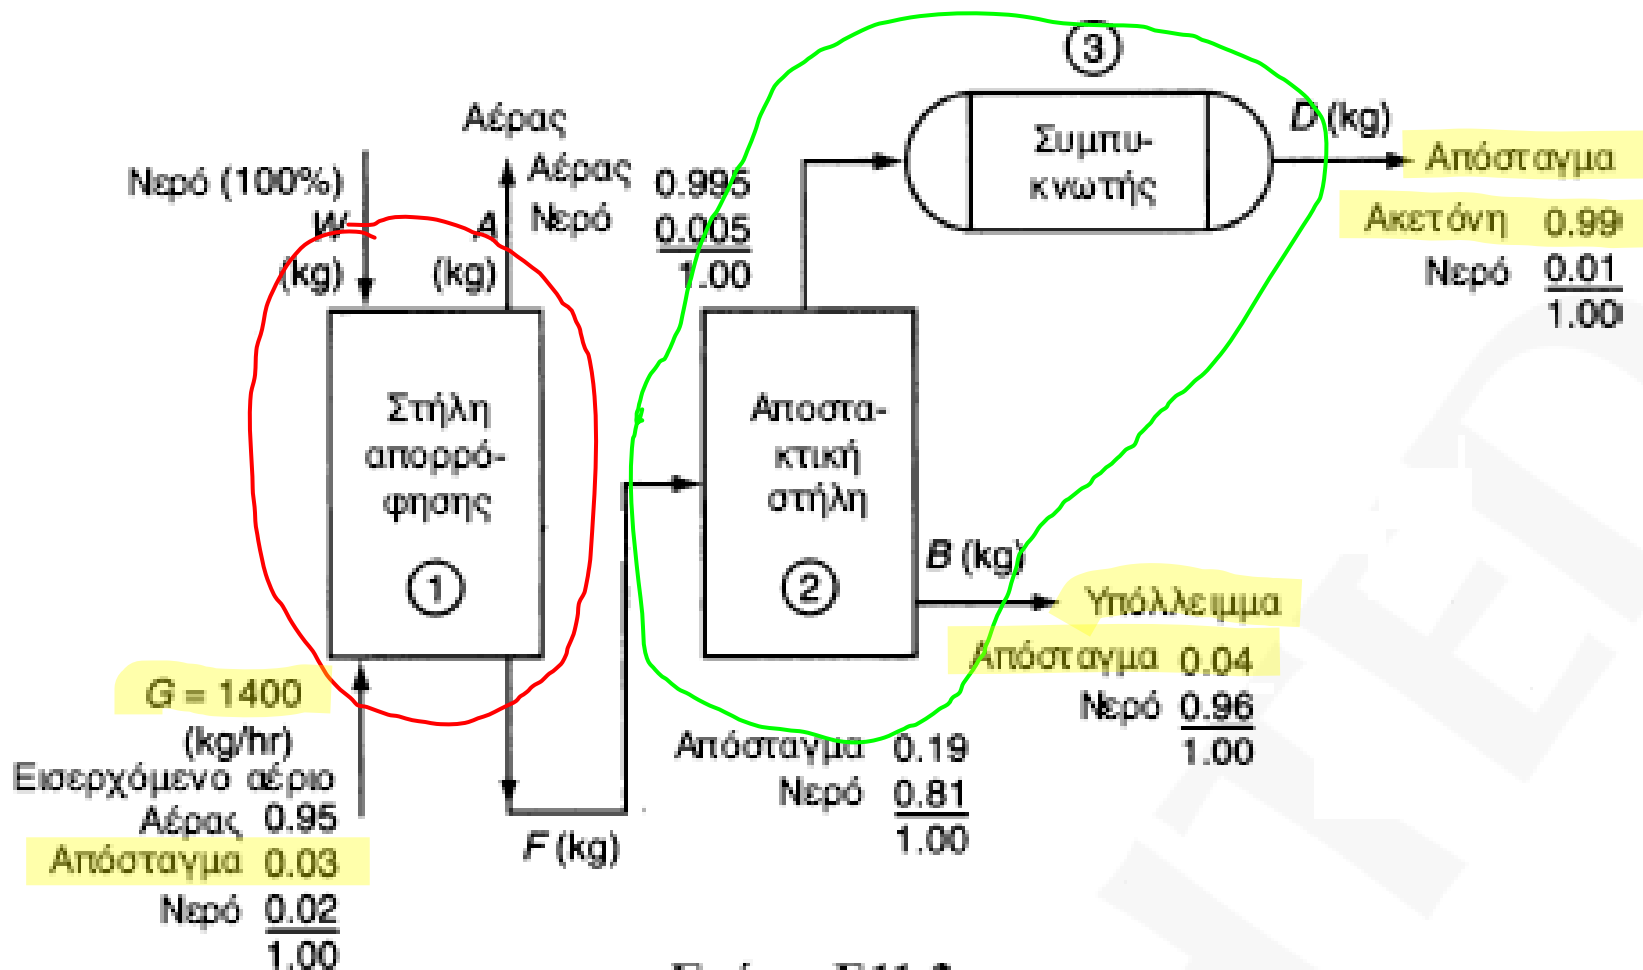 ③
Αέρας
D (kg)
Απόσταγμα
Συμπυ-
κνωτής
Νερό (100%)
W
(kg)
A
(kg)
Αέρας 0.995
Νερό 0.005
1.00
Ακετόνη 0.99
Νερό 0.01
1.00
Στήλη
απορρό-
φησης
①
Αποστα-
κτική
στήλη
②
B (kg)
Υπόλλειμμα
Απόσταγμα 0.04
Νερό 0.96
1.00
G = 1400
(kg/hr)
Εισερχόμενο αέριο
Αέρας 0.95
Απόσταγμα 0.03
Νερό 0.02
1.00
F (kg)
Απόσταγμα 0.19
Νερό 0.81
1.00